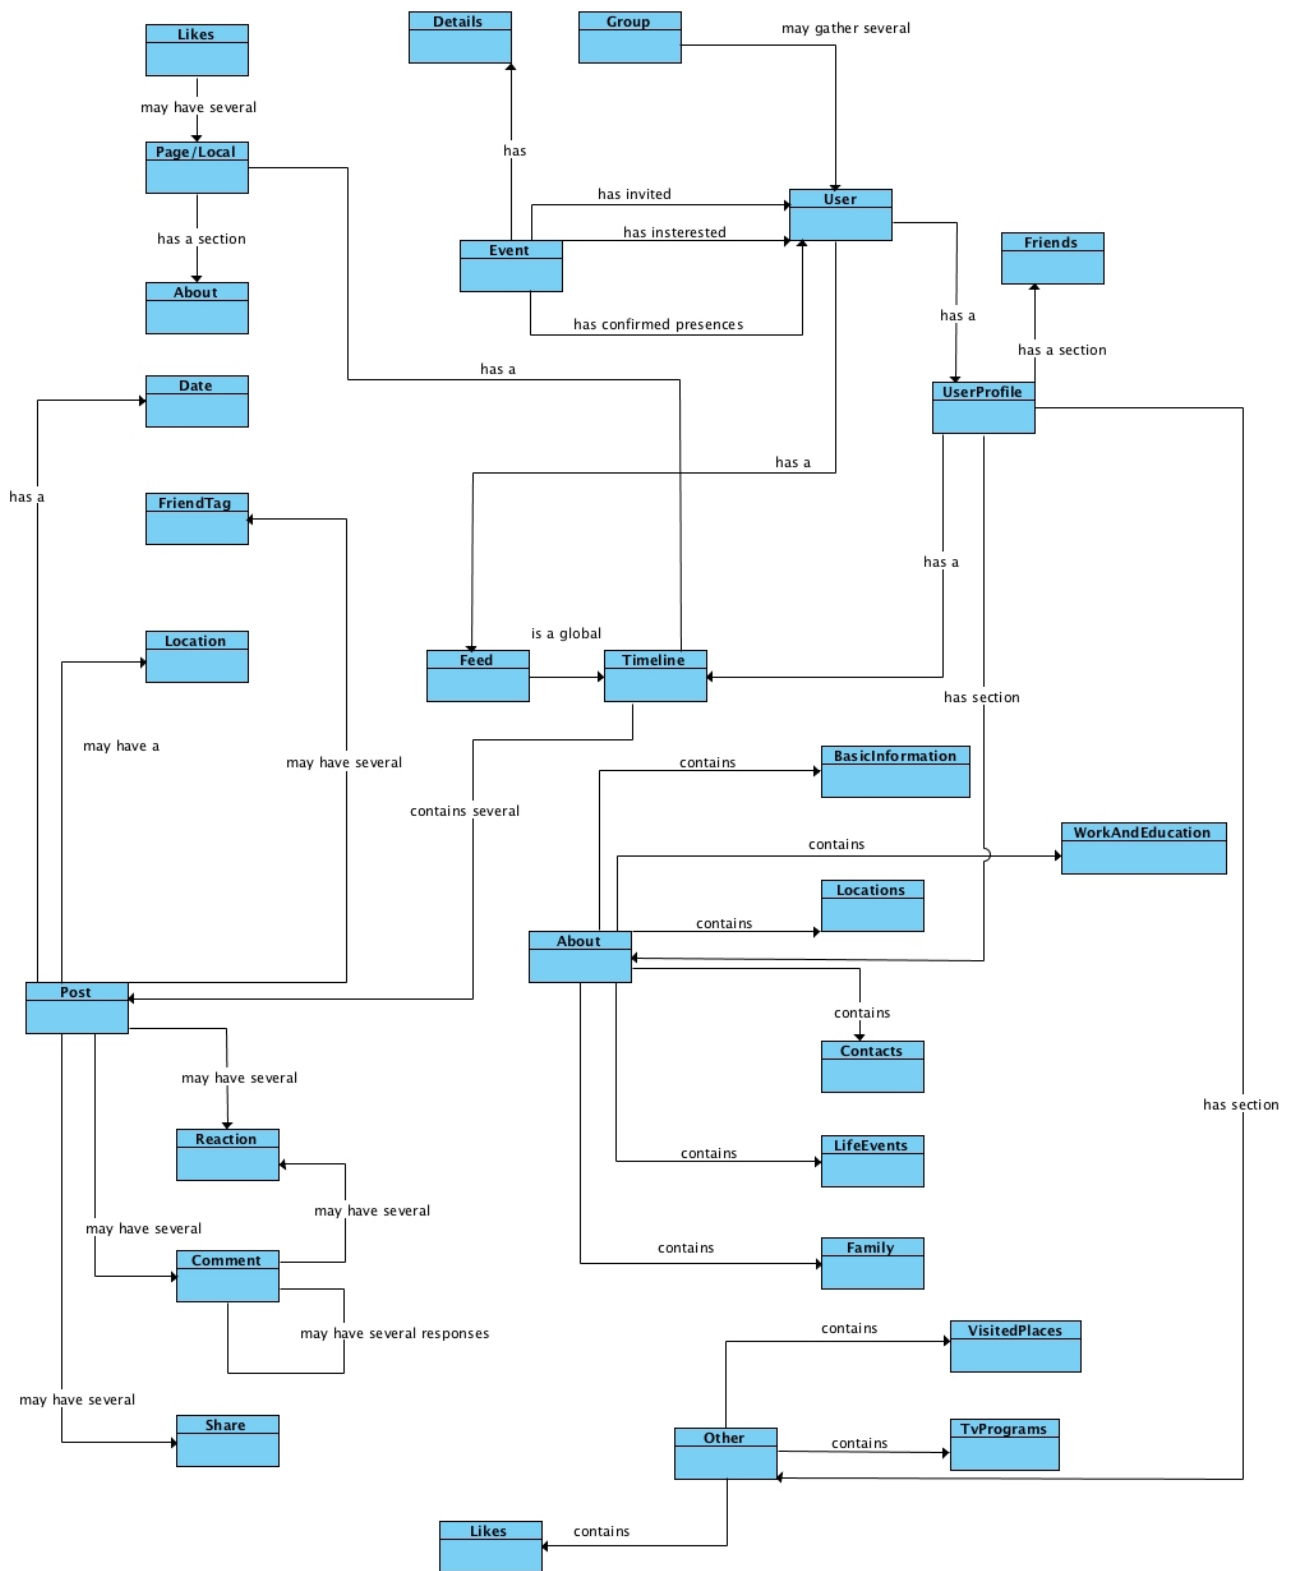 Details
Group
Likes
may gather several
may have several
Page/Local
has
has invited
User
has insterested
Friends
has a section
Event
About
has a
has confirmed presences
has a section
has a
Date
UserProfile
has a
has a
FriendTag
has a
Location
is a global
Feed
Timeline
has section
may have a
BasicInformation
contains
may have several
contains several
WorkAndEducation
contains
Locations
contains
About
Post
contains
Contacts
may have several
has section
Reaction
LifeEvents
contains
may have several
may have several
Family
contains
Comment
VisitedPlaces
contains
may have several responses
may have several
Share
TvPrograms
Other
contains
Likes
contains